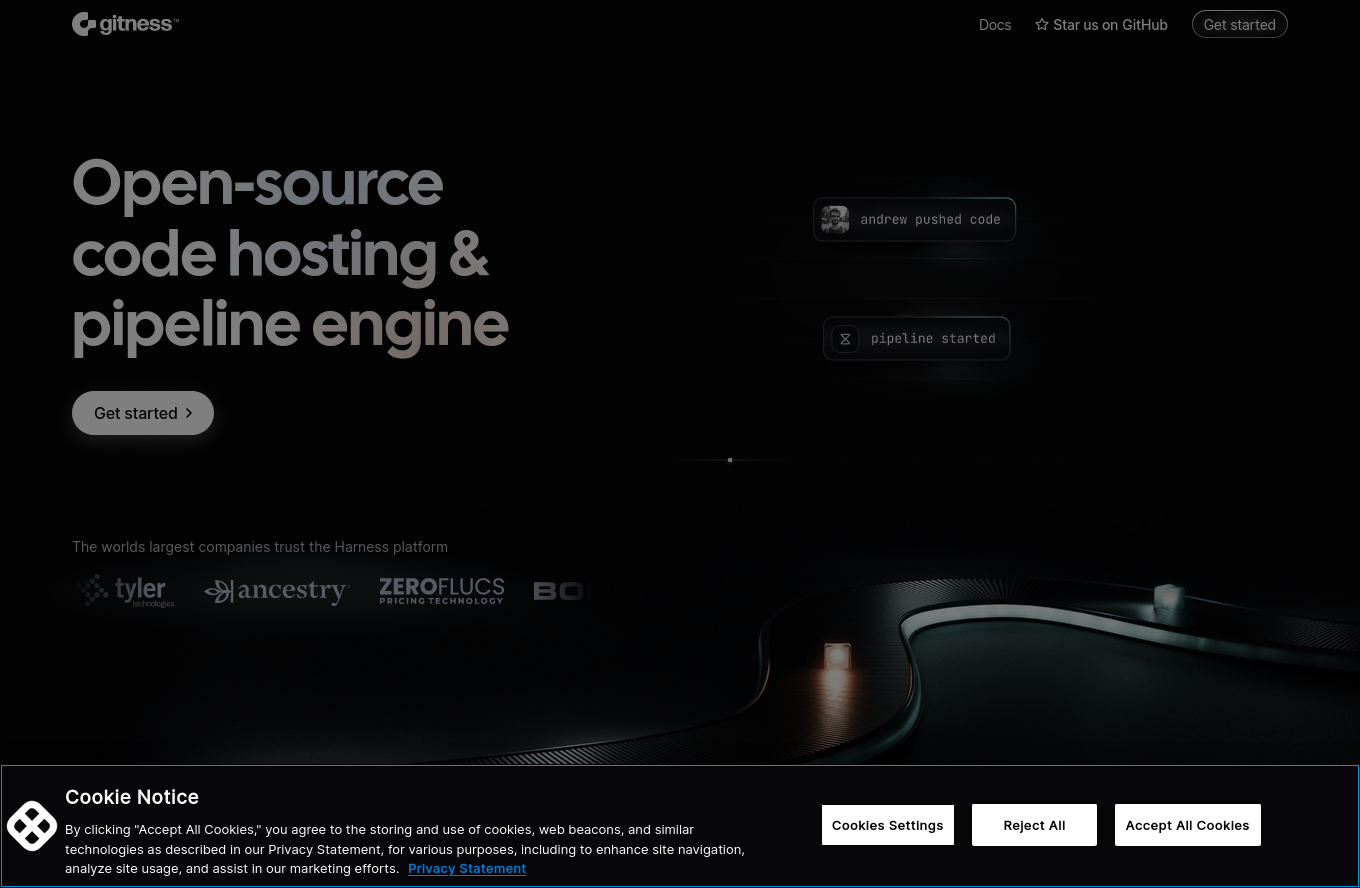 gitness™
Docs
Star us on GitHub
Get started
Open-source
code hosting &
pipeline engine
andrew pushed code
pipeline started
Get started
The worlds largest companies trust the Harness platform
tyler
technologies
ancestry
ZEROFLUCS
PRICING TECHNOLOGY
Cookie Notice
By clicking "Accept All Cookies," you agree to the storing and use of cookies, web beacons, and similar
technologies as described in our Privacy Statement, for various purposes, including to enhance site navigation,
analyze site usage, and assist in our marketing efforts. Privacy Statement
Cookies Settings
Reject All
Accept All Cookies